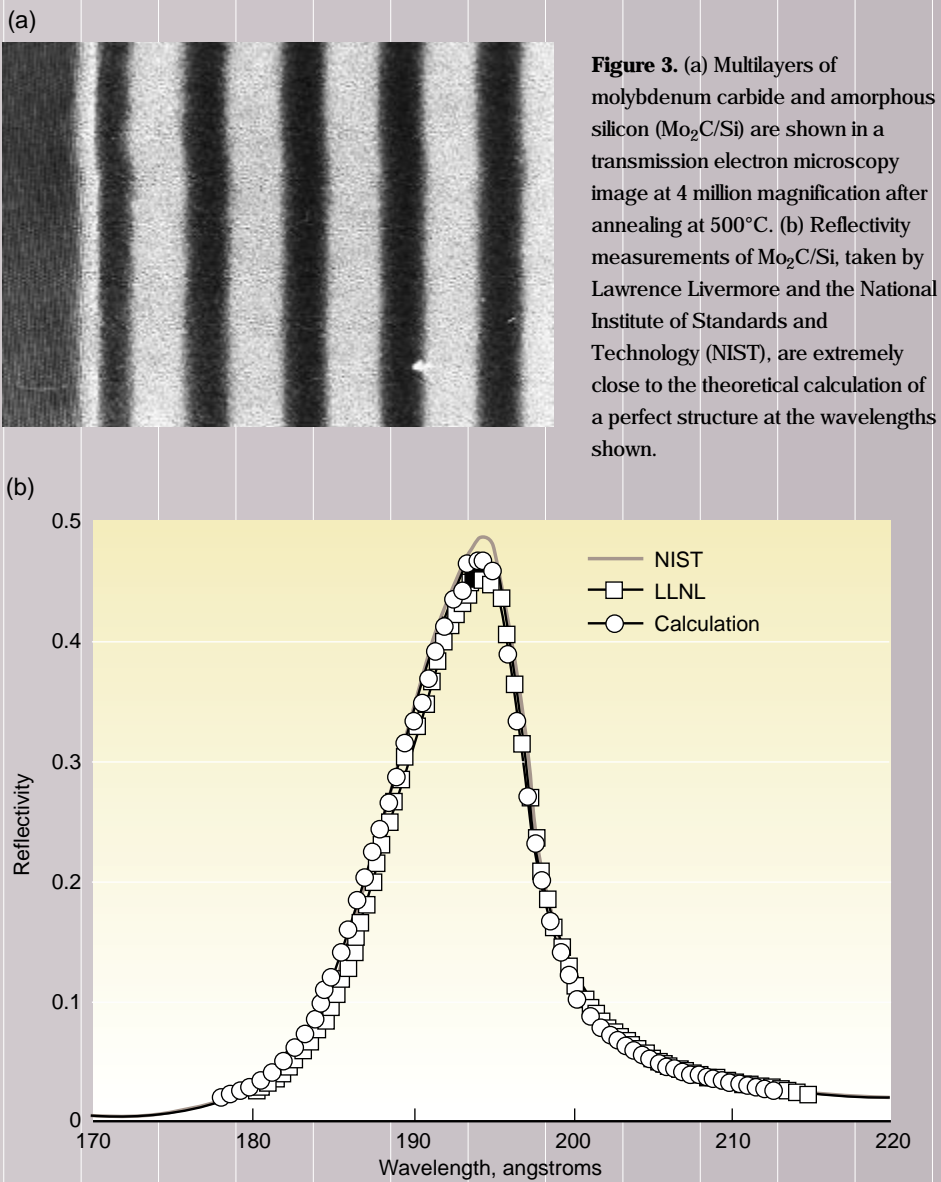 (a)
Figure 3. (a) Multilayers of
molybdenum carbide and amorphous
silicon (Mo₂C/Si) are shown in a
transmission electron microscopy
image at 4 million magnification after
annealing at 500°C. (b) Reflectivity
measurements of Mo₂C/Si, taken by
Lawrence Livermore and the National
Institute of Standards and
Technology (NIST), are extremely
close to the theoretical calculation of
a perfect structure at the wavelengths
shown.
(b)
0.5
0.4
0.3
0.2
0.1
0
Reflectivity
NIST
LLNL
Calculation
170 180 190 200 210 220
Wavelength, angstroms